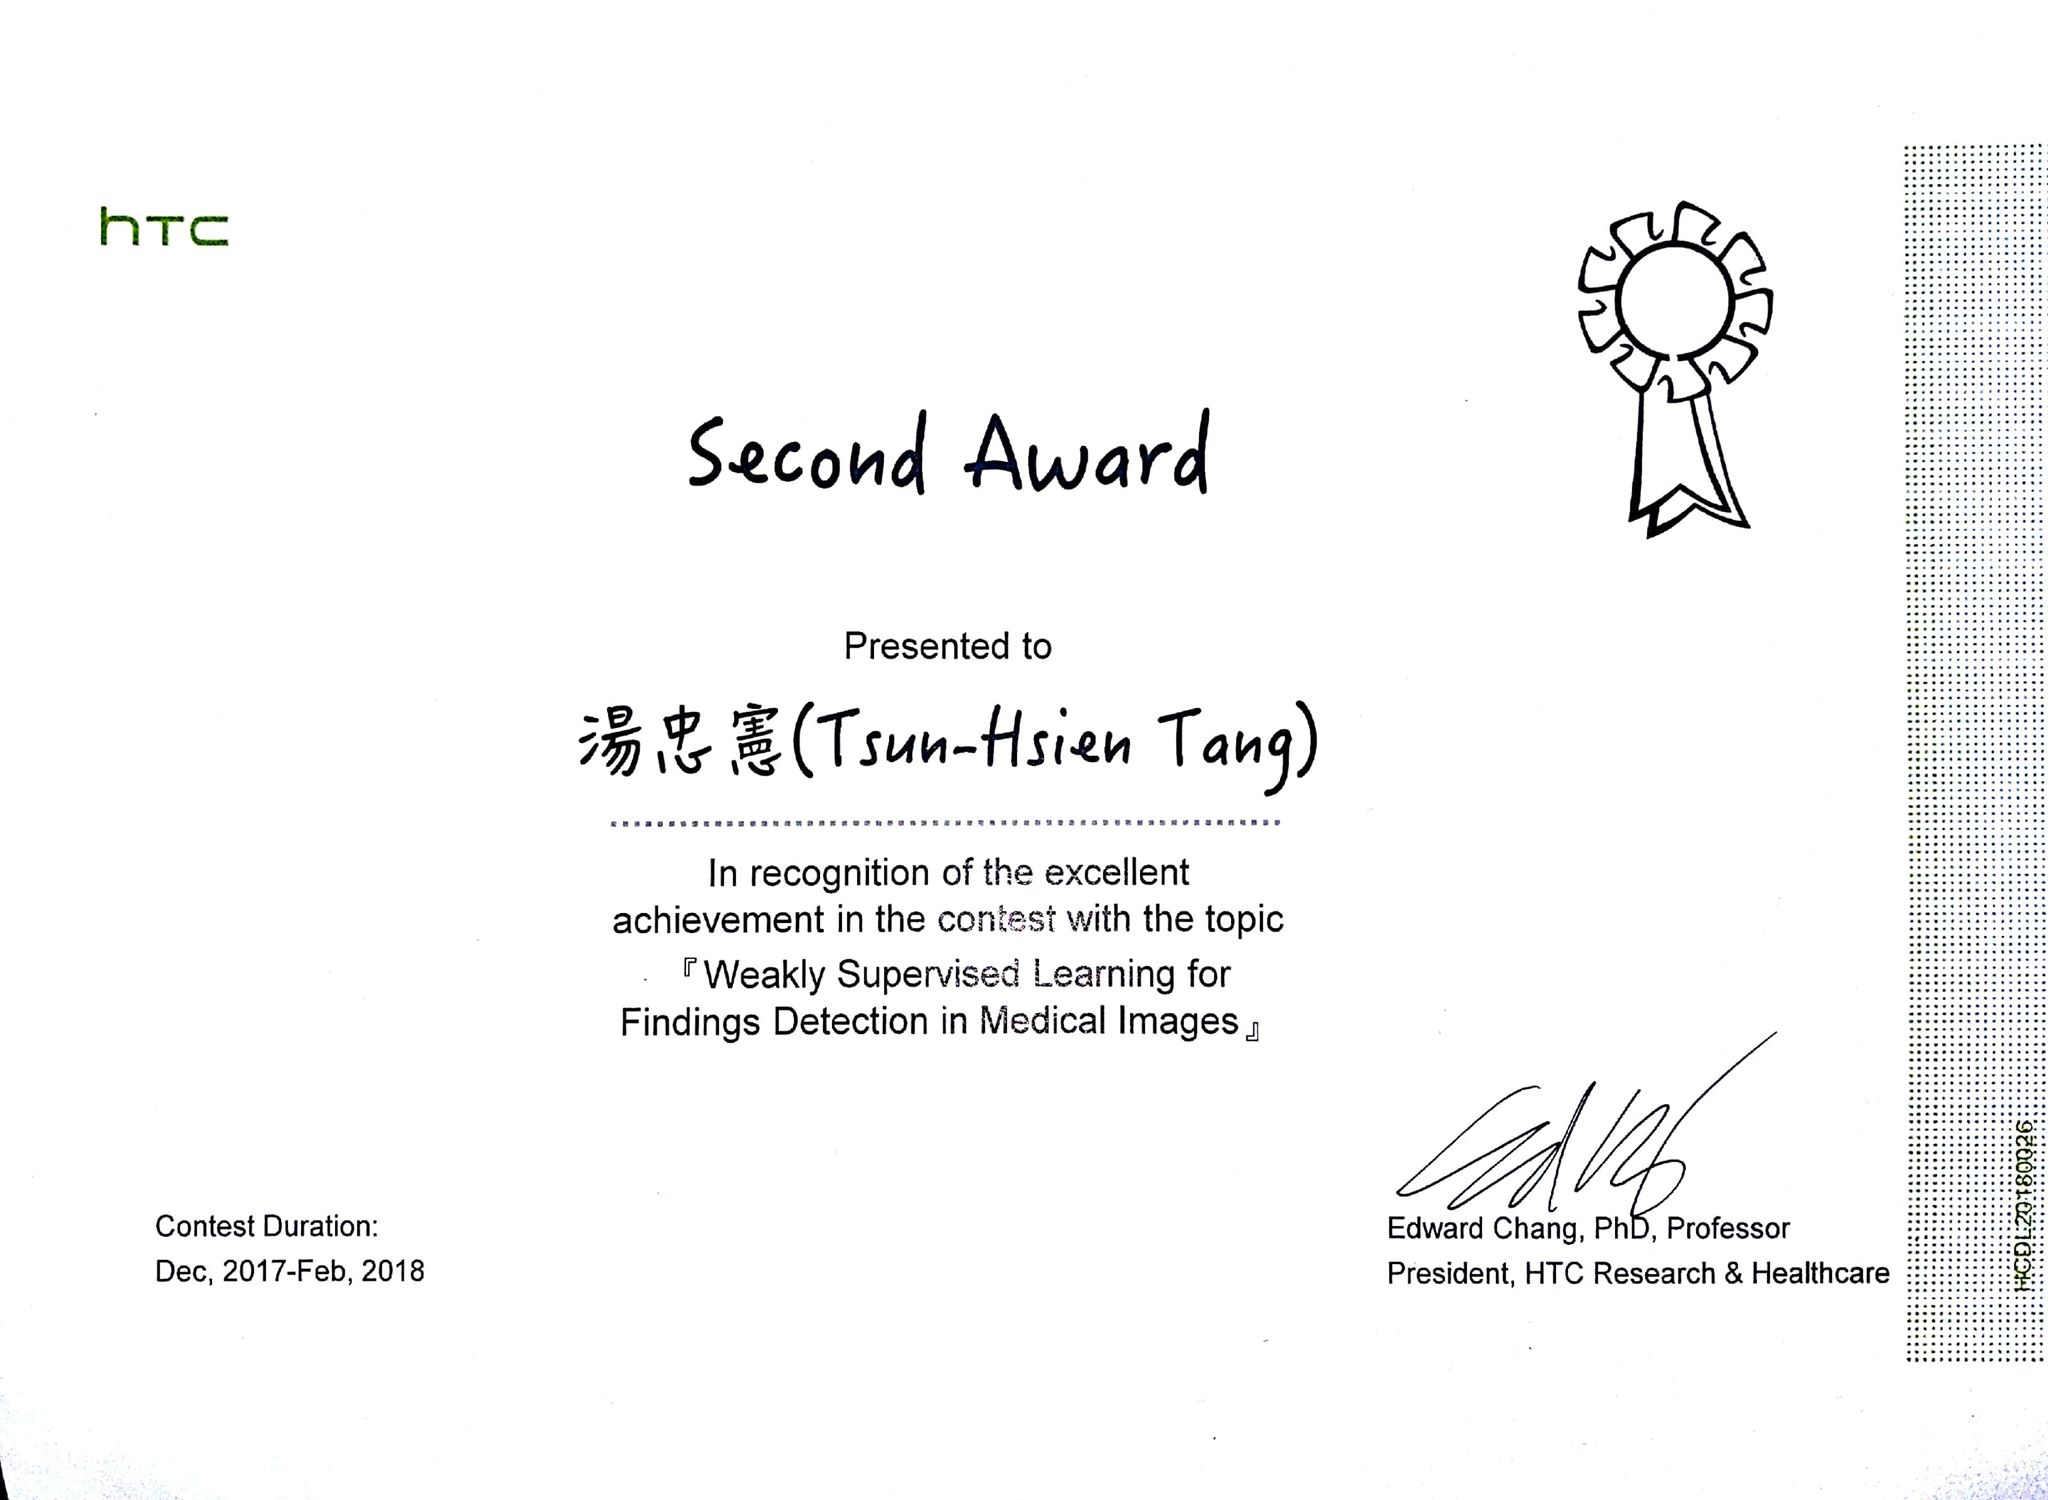 hTC
Second Award
Presented to
湯忠憲(Tsun-Hsien Tang)
In recognition of the excellent
achievement in the contest with the topic
『Weakly Supervised Learning for
Findings Detection in Medical Images』
Contest Duration:
Dec, 2017-Feb, 2018
Edward Chang, PhD, Professor
President, HTC Research & Healthcare
HCDL20180026